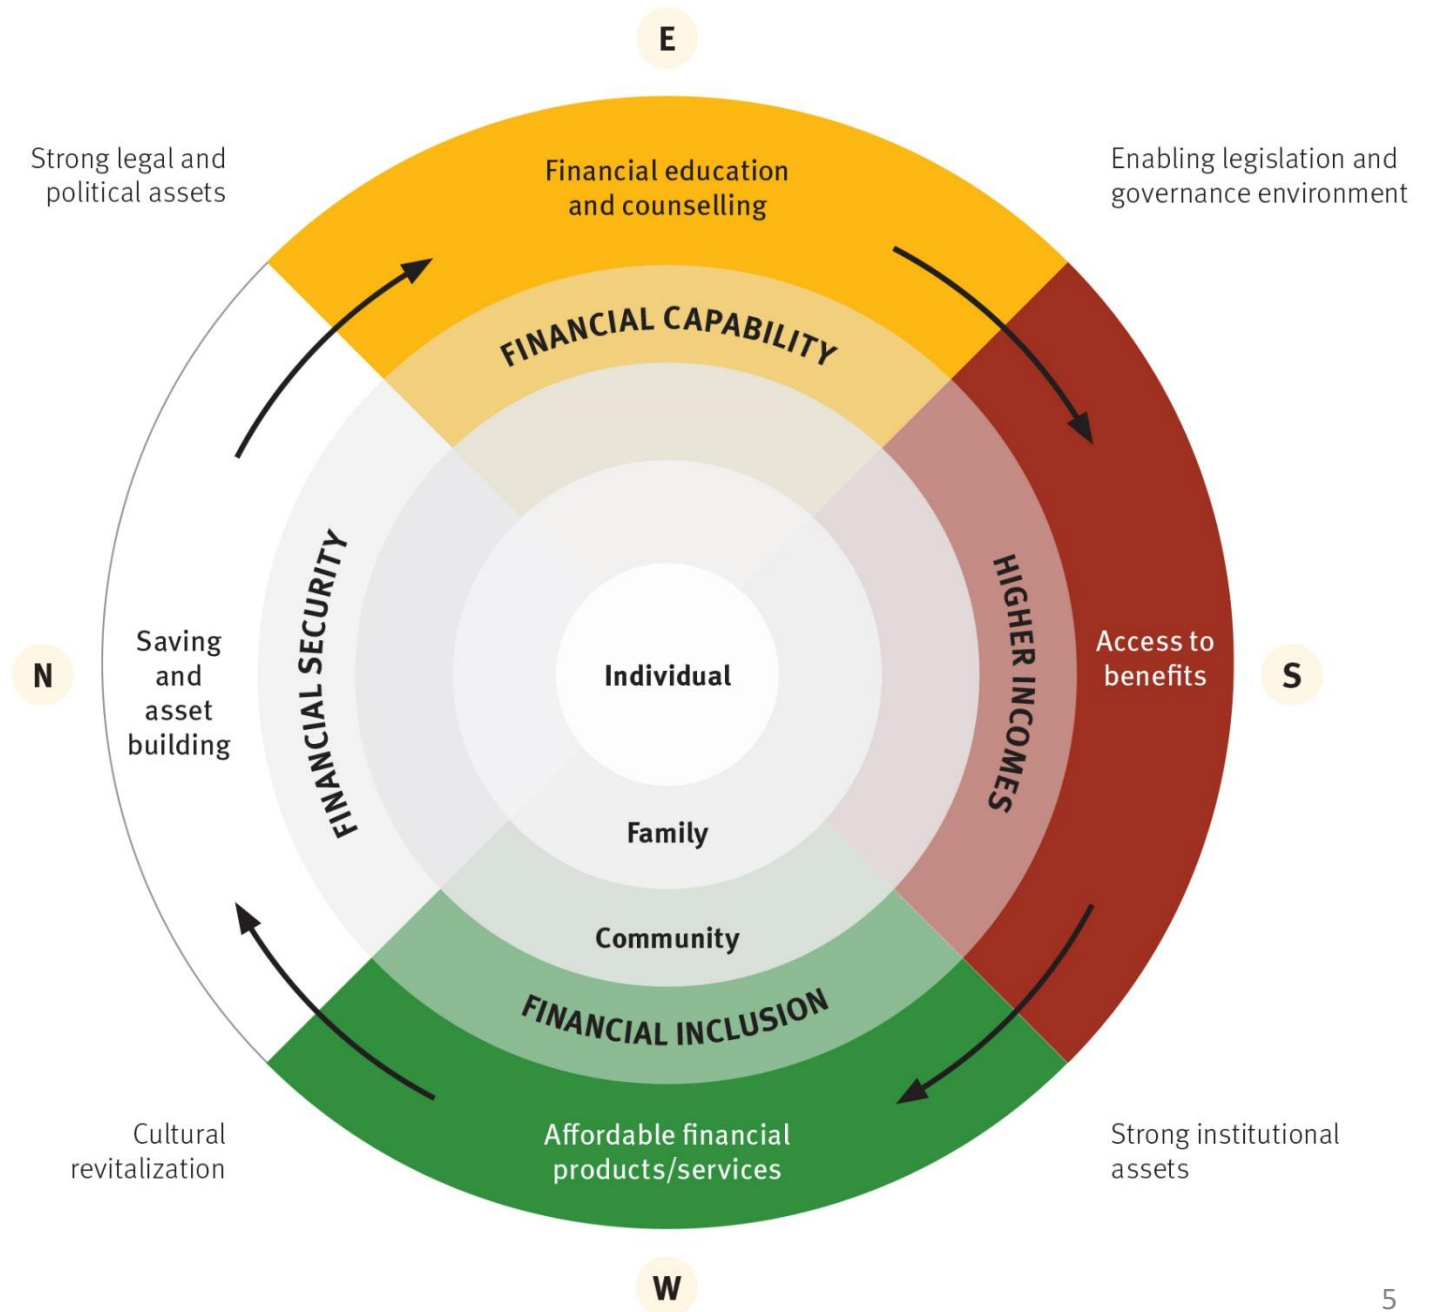 E
Strong legal and
political assets
Financial education
and counselling
Enabling legislation and
governance environment
FINANCIAL CAPABILITY
N
Saving
and
asset
building
FINANCIAL SECURITY
Individual
HIGHER INCOMES
Access to
benefits
S
Family
Community
FINANCIAL INCLUSION
Cultural
revitalization
Affordable financial
products/services
Strong institutional
assets
W
5